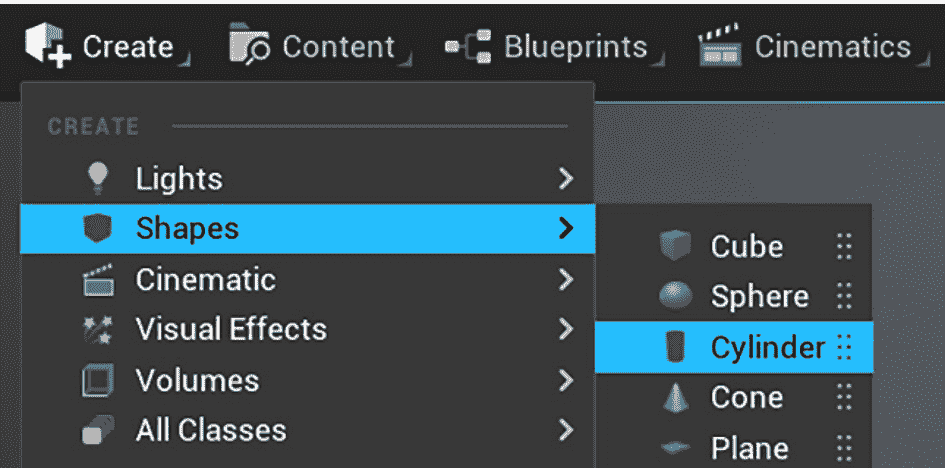 Create Content Blueprints Cinematics
CREATE
Lights
Shapes
Cinematic
Visual Effects
Volumes
All Classes
Cube
Sphere
Cylinder
Cone
Plane